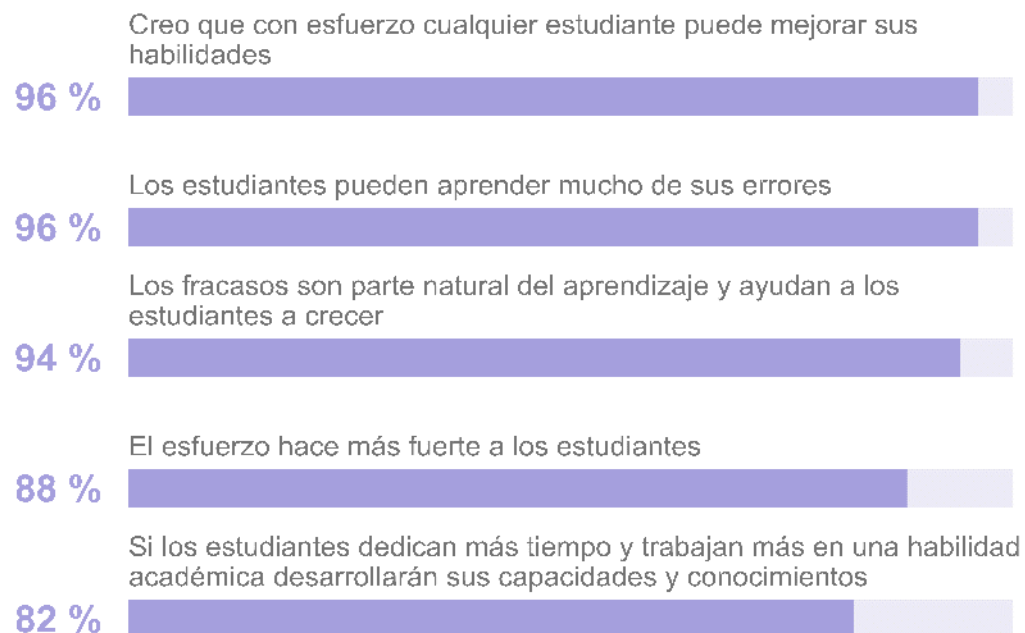 Creo que con esfuerzo cualquier estudiante puede mejorar sus
habilidades
96 %
Los estudiantes pueden aprender mucho de sus errores
96 %
Los fracasos son parte natural del aprendizaje y ayudan a los
estudiantes a crecer
94 %
El esfuerzo hace más fuerte a los estudiantes
88 %
Si los estudiantes dedican más tiempo y trabajan más en una habilidad
académica desarrollarán sus capacidades y conocimientos
82 %